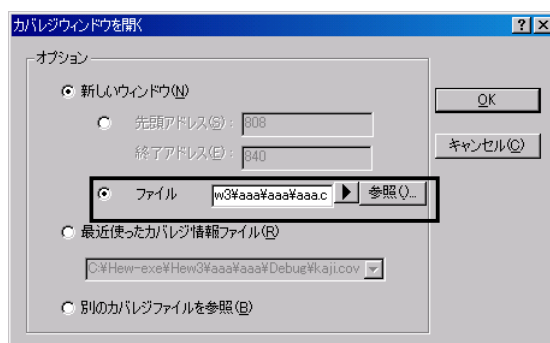 カバレジウィンドウを開く
オプション
新しいウィンドウ(N)
先頭アドレス(S): 808
終了アドレス(E): 840
ファイル w3¥aaa¥aaa¥aaa.c 参照()...
最近使ったカバレジ情報ファイル(R)
C:¥Hew-exe¥Hew3¥aaa¥aaa¥Debug¥kaji.cov
別のカバレジファイルを参照(B)
OK
キャンセル(C)